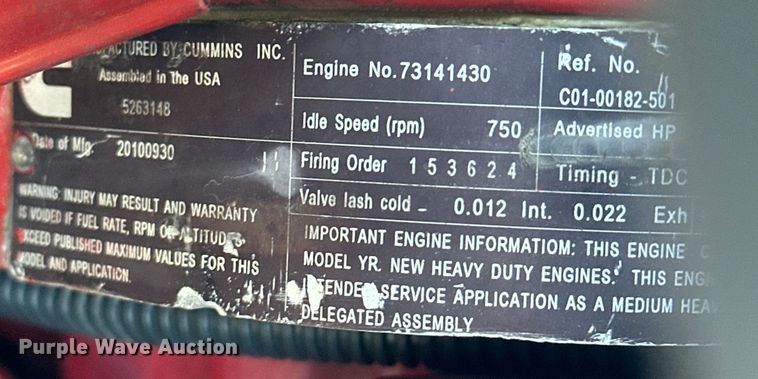 MANUFACTURED BY CUMMINS INC.
Assembled in the USA
5263148
Date of Mfg. 20100930
WARNING: INJURY MAY RESULT AND WARRANTY
IS VOIDED IF FUEL RATE, RPM OR ALTITUDES
EXCEED PUBLISHED MAXIMUM VALUES FOR THIS
MODEL AND APPLICATION.
Engine No. 73141430
Ref. No.
C01-00182-501
Idle Speed (rpm) 750
Advertised HP
Firing Order 1 5 3 6 2 4
Timing - TDC
Valve lash cold - 0.012 Int. 0.022 Exh
IMPORTANT ENGINE INFORMATIOM: THIS ENGINE
MODEL YR. NEW HEAVY DUTY ENGINES. THIS
INTENDED SERVICE APPLICATION AS A MEDIUM
DELEGATED ASSEMBLY
Purple Wave Auction